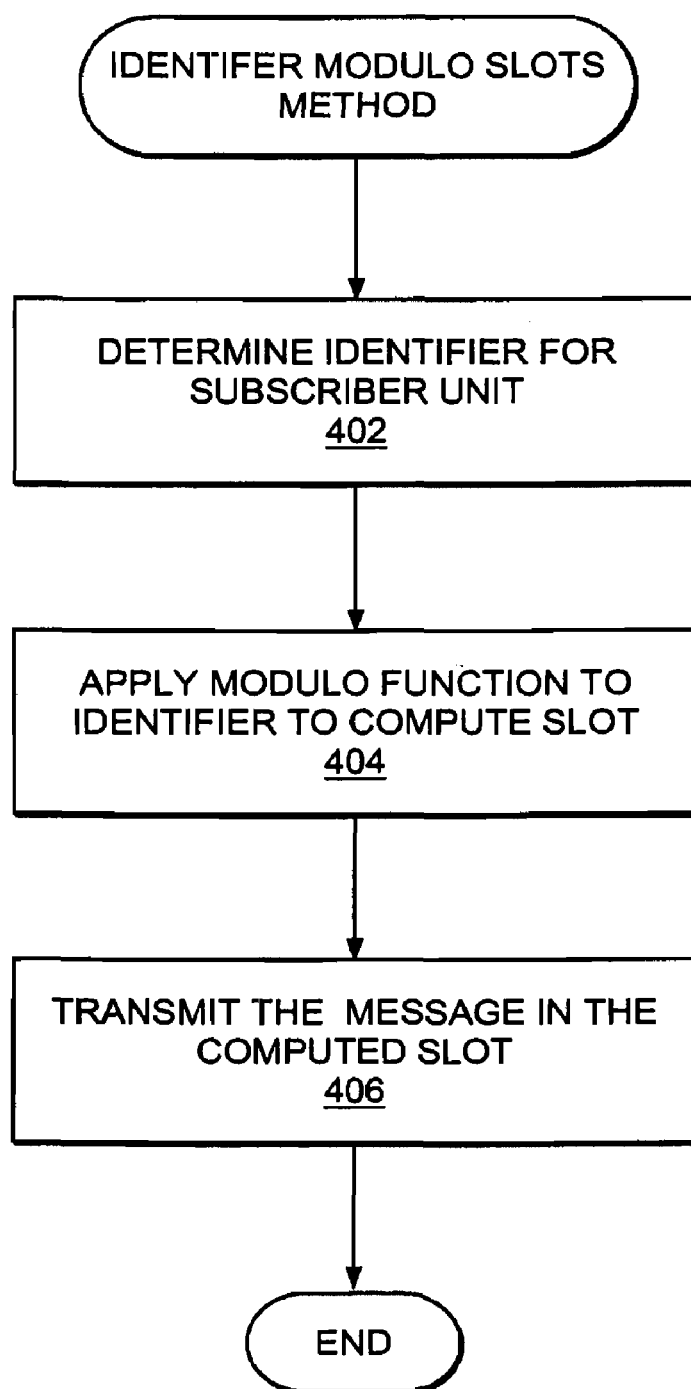 IDENTIFER MODULO SLOTS
METHOD
DETERMINE IDENTIFIER FOR
SUBSCRIBER UNIT
402
APPLY MODULO FUNCTION TO
IDENTIFIER TO COMPUTE SLOT
404
TRANSMIT THE MESSAGE IN THE
COMPUTED SLOT
406
END